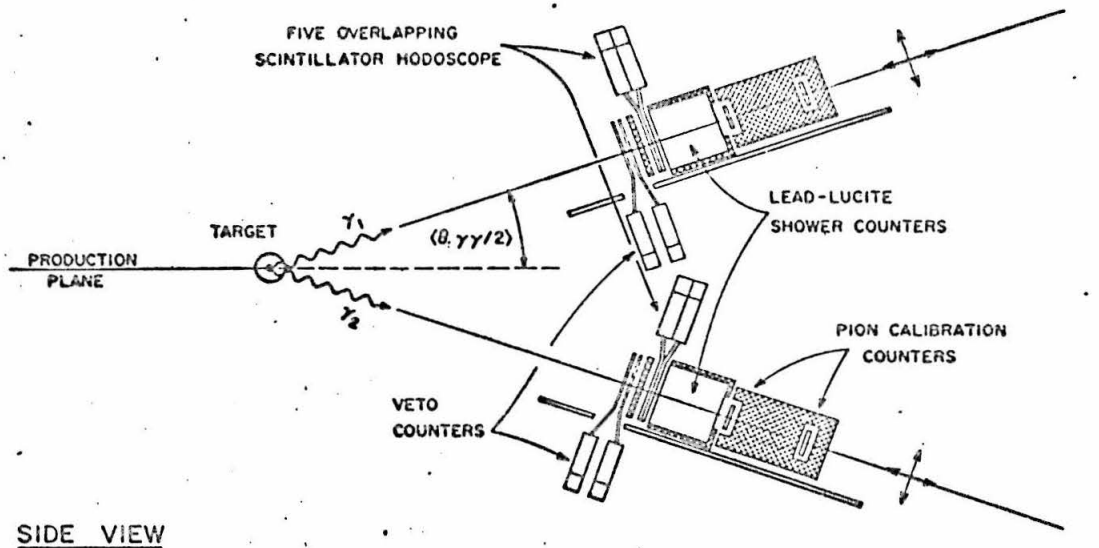 FIVE OVERLAPPING
SCINTILLATOR HODOSCOPE
LEAD-LUCITE
SHOWER COUNTERS
TARGET
γ1
⟨θ, γγ/2⟩
PRODUCTION
PLANE
γ2
PION CALIBRATION
COUNTERS
VETO
COUNTERS
SIDE VIEW